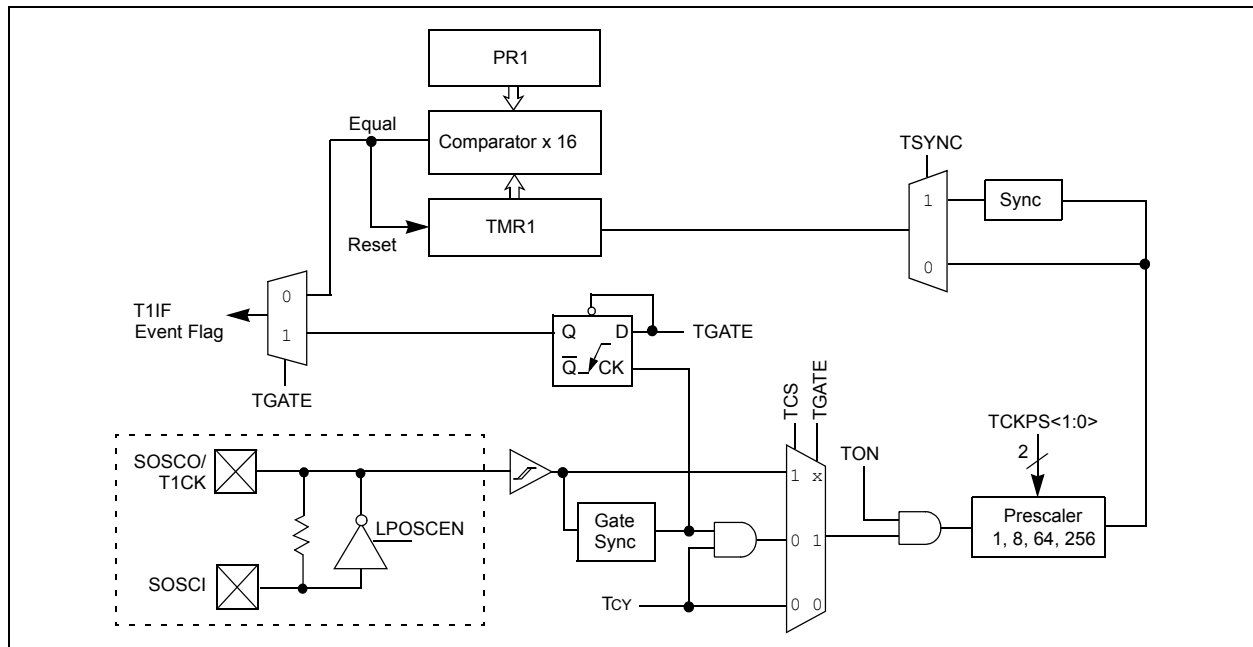 PR1
Equal
Comparator x 16
TSYNC
1
Sync
Reset
TMR1
0
T1IF
Event Flag
0
1
Q
D
TGATE
Q
CK
TGATE
TCS
TGATE
TCKPS<1:0>
2
SOSCO/
T1CK
1 x
TON
LPOSCEN
Gate
Sync
0 1
Prescaler
1, 8, 64, 256
SOSCI
TCY
0 0